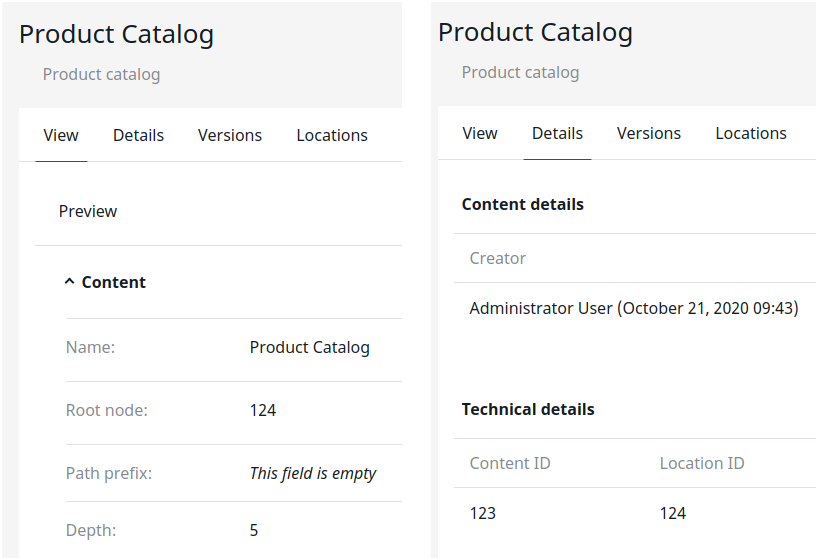 Product Catalog
Product catalog
View Details Versions Locations
Preview
Content
Name: Product Catalog
Root node: 124
Path prefix: This field is empty
Depth: 5
Product Catalog
Product catalog
View Details Versions Locations
Content details
Creator
Administrator User (October 21, 2020 09:43)
Technical details
Content ID Location ID
123 124